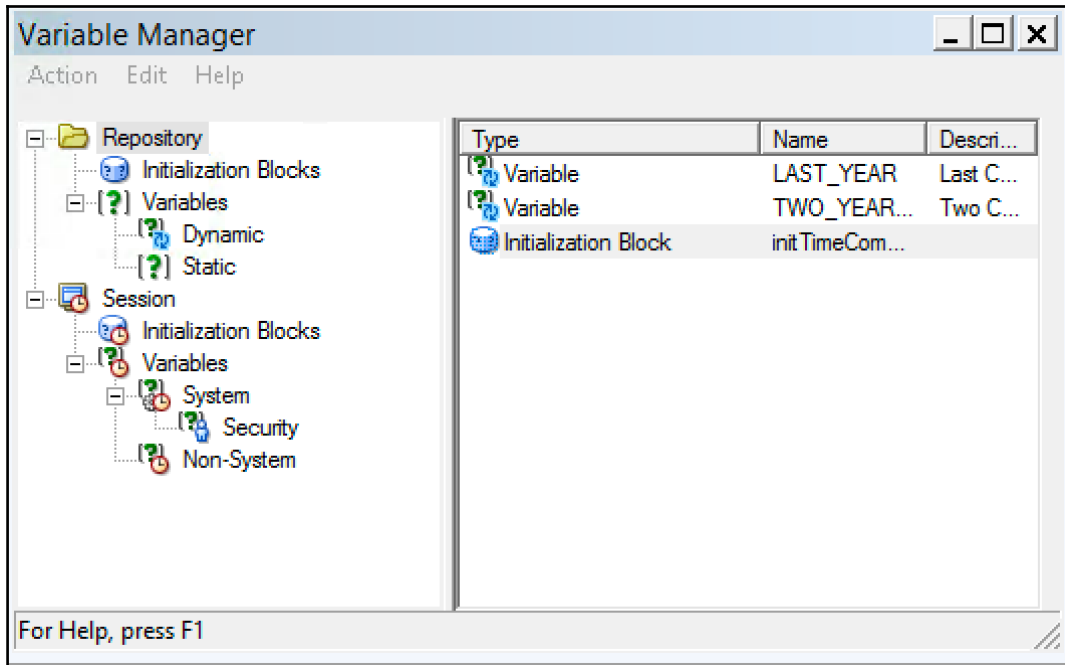 Variable Manager
Action Edit Help
Repository
Initialization Blocks
Variables
Dynamic
Static
Session
Initialization Blocks
Variables
System
Security
Non-System
Type Name Descri...
Variable LAST_YEAR Last C...
Variable TWO_YEAR... Two C...
Initialization Block initTimeCom...
For Help, press F1